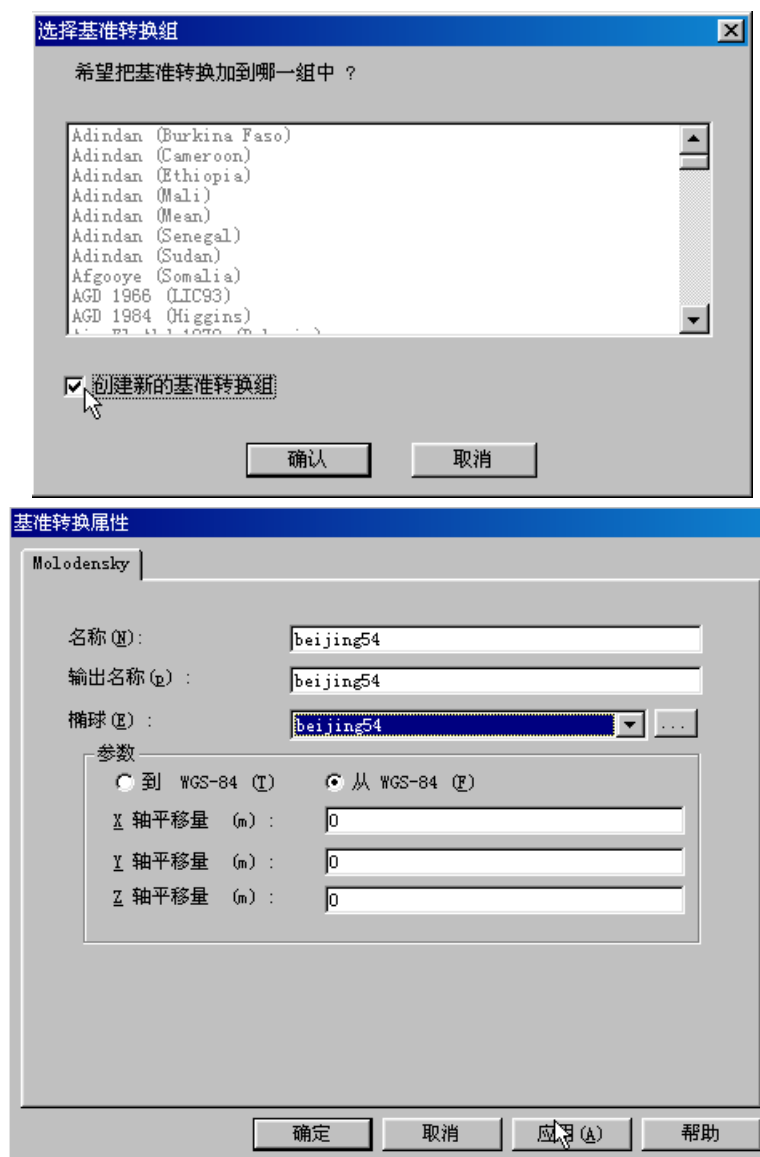 选择基准转换组
希望把基准转换加到哪一组中 ?
Adindan (Burkina Faso)
Adindan (Cameroon)
Adindan (Ethiopia)
Adindan (Mali)
Adindan (Mean)
Adindan (Senegal)
Adindan (Sudan)
Afgooye (Somalia)
AGD 1966 (LIC93)
AGD 1984 (Higgins)
创建新的基准转换组
确认 取消
基准转换属性
Molodensky
名称(N): beijing54
输出名称(p) : beijing54
椭球(E) : beijing54 ...
参数
到 WGS-84 (T) 从 WGS-84 (F)
X 轴平移量 (m) : 0
Y 轴平移量 (m) : 0
Z 轴平移量 (m) : 0
确定 取消 应用(A) 帮助